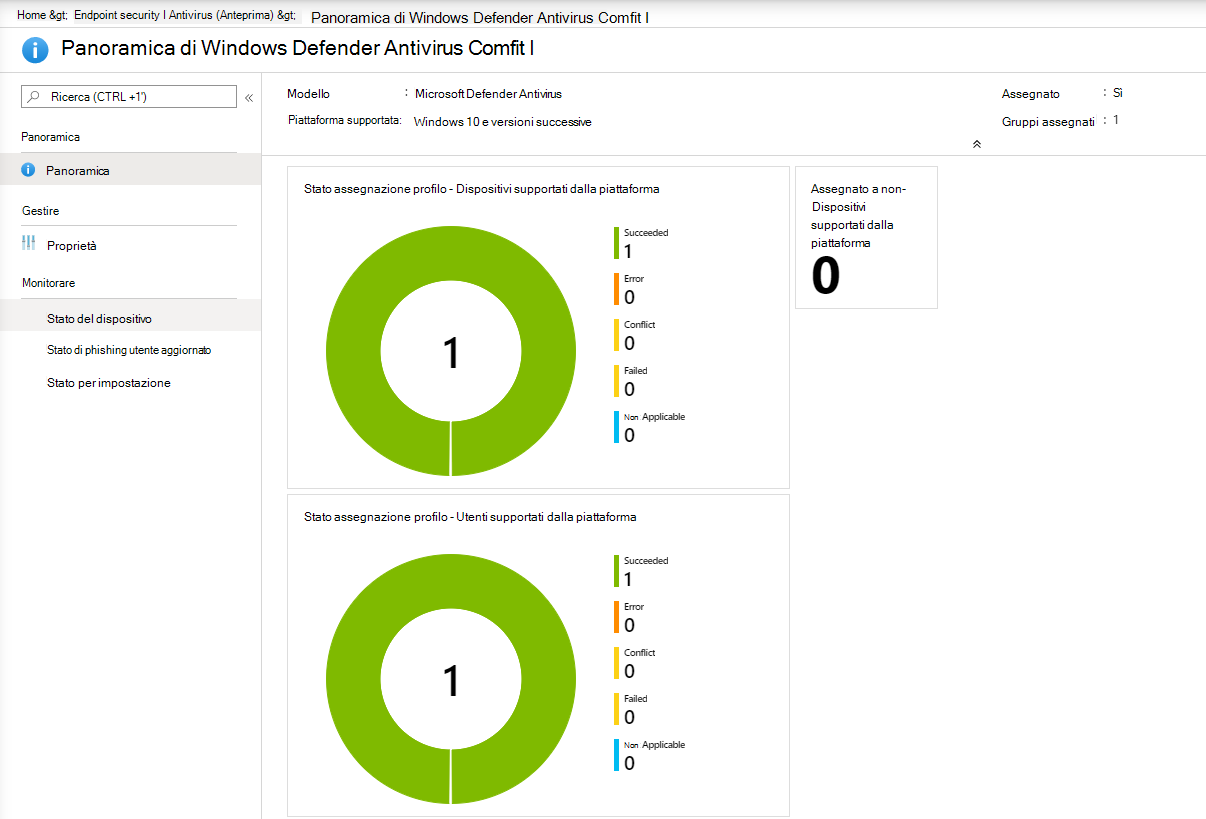 Home &gt; Endpoint security I Antivirus (Anteprima) &gt; Panoramica di Windows Defender Antivirus Comfit I
Panoramica di Windows Defender Antivirus Comfit I
Ricerca (CTRL +1')
Panoramica
Panoramica
Gestire
Proprietà
Monitorare
Stato del dispositivo
Stato di phishing utente aggiornato
Stato per impostazione
Modello : Microsoft Defender Antivirus
Piattaforma supportata: Windows 10 e versioni successive
Assegnato : Sì
Gruppi assegnati : 1
Stato assegnazione profilo - Dispositivi supportati dalla piattaforma
1
Succeeded
1
Error
0
Conflict
0
Failed
0
Non Applicable
0
Assegnato a non-
Dispositivi
supportati dalla
piattaforma
0
Stato assegnazione profilo - Utenti supportati dalla piattaforma
1
Succeeded
1
Error
0
Conflict
0
Failed
0
Non Applicable
0